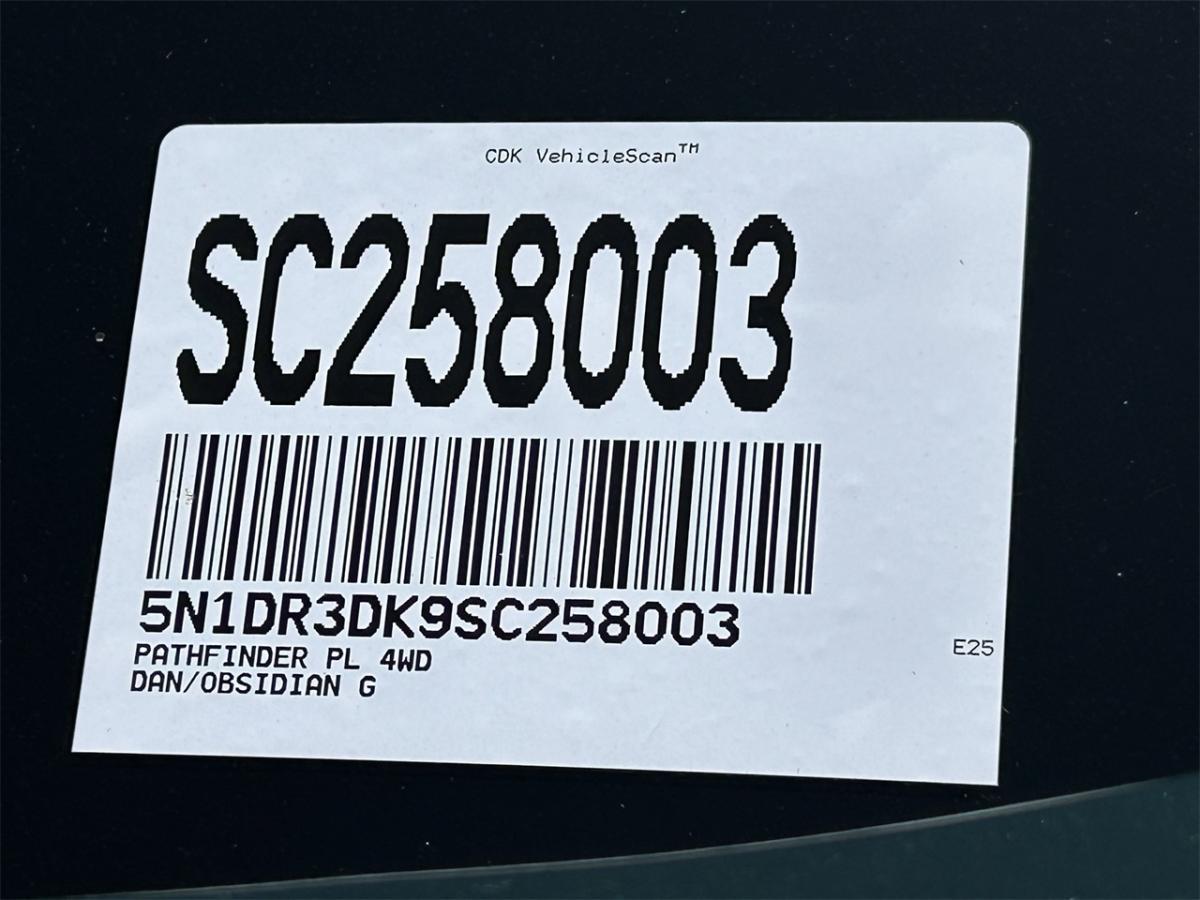 CDK VehicleScan™
SC258003
5N1DR3DK9SC258003
PATHFINDER PL 4WD
DAN/OBSIDIAN G
E25